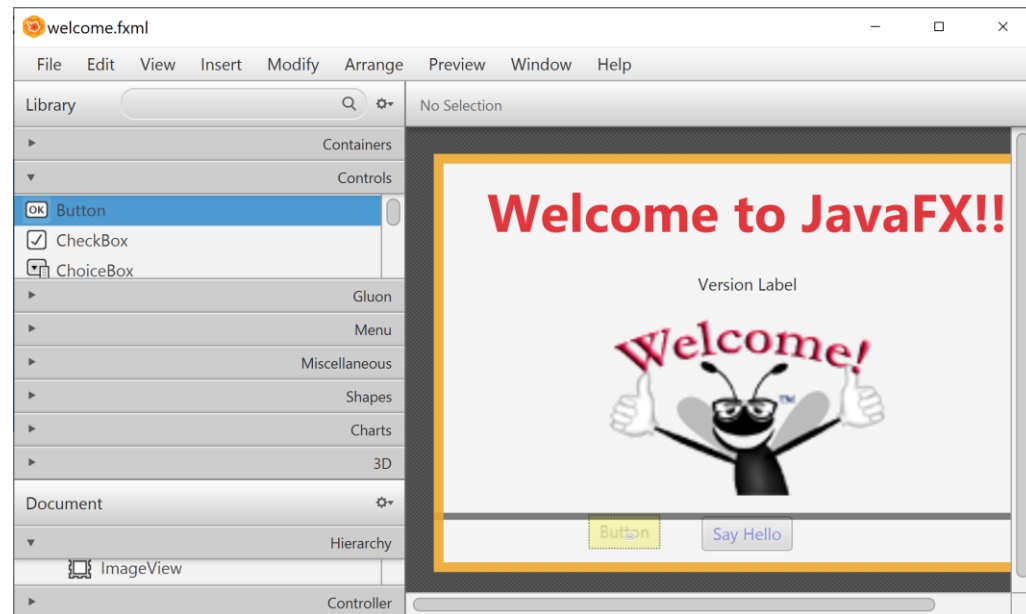 welcome.fxml
File Edit View Insert Modify Arrange Preview Window Help
Library
No Selection
Containers
Controls
OK Button
CheckBox
ChoiceBox
Gluon
Menu
Miscellaneous
Shapes
Charts
3D
Document
Hierarchy
ImageView
Controller
Welcome to JavaFX!!
Version Label
Welcome!
TM
Button
Say Hello